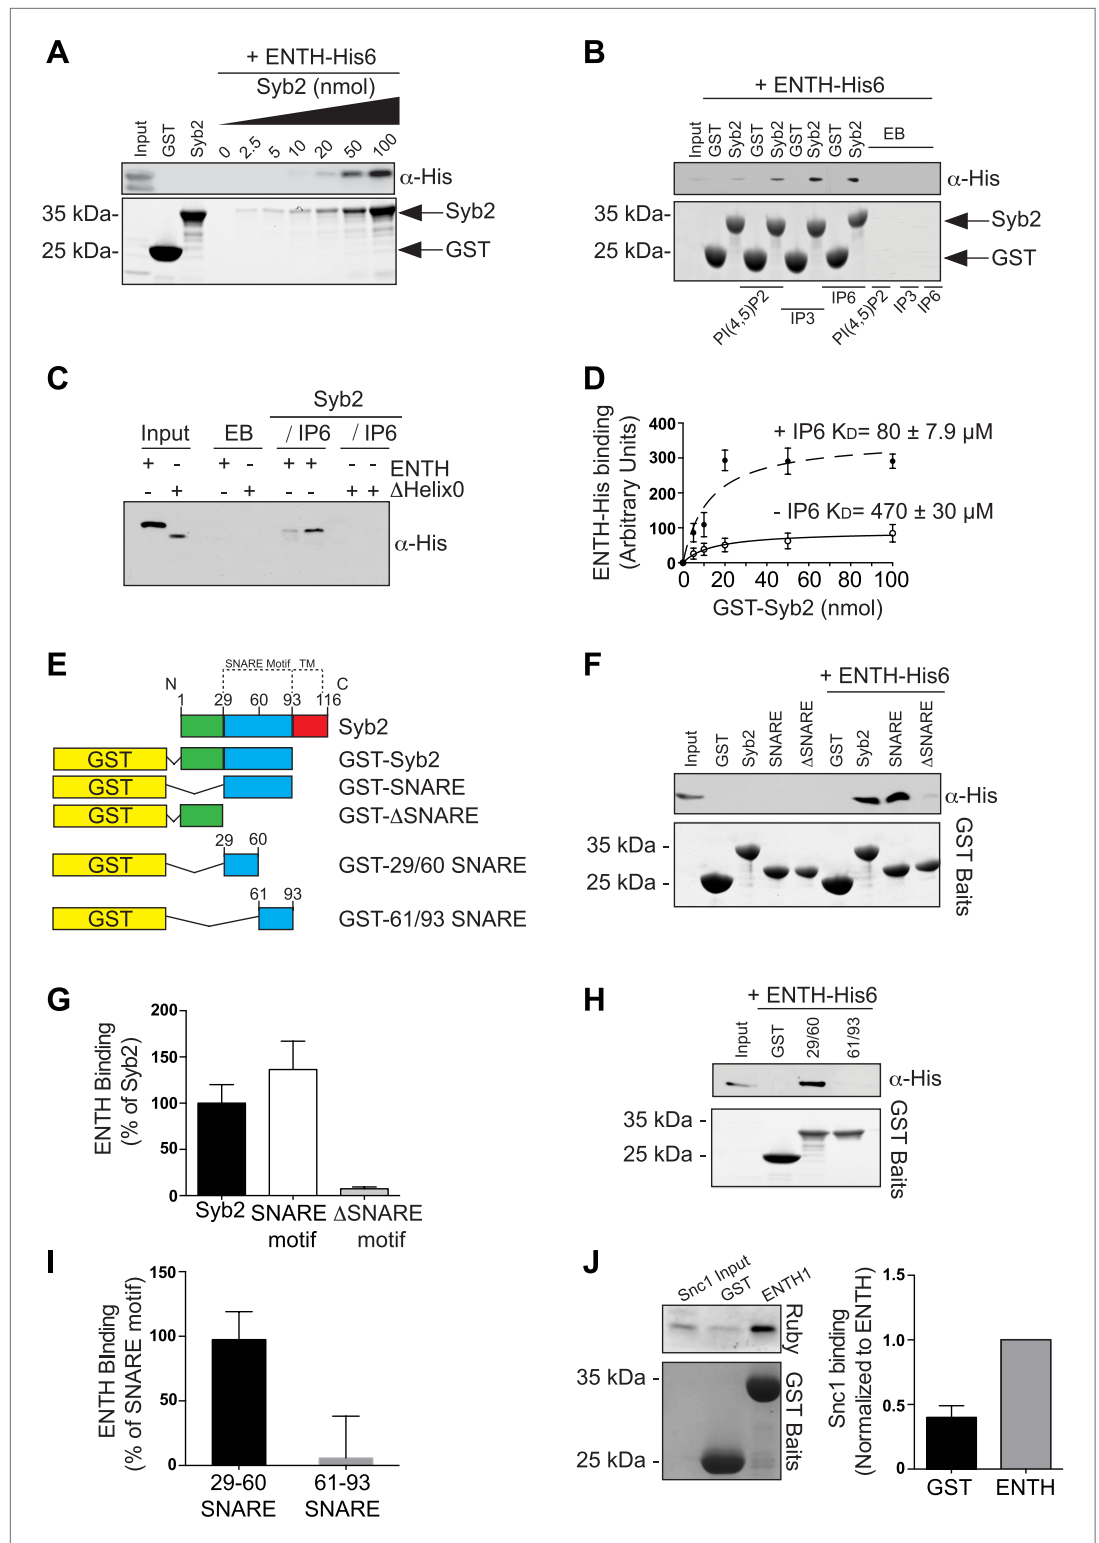 A
+ ENTH-His6
Syb2 (nmol)
Input
GST
Syb2
0
2.5
5
10
20
50
100
α-His
35 kDa-
Syb2
25 kDa-
GST
B
+ ENTH-His6
Input
GST
Syb2
GST
Syb2
GST
Syb2
GST
Syb2
EB
α-His
35 kDa-
Syb2
25 kDa-
GST
PI(4,5)P2
IP3
IP6
PI(4,5)P2
IP3
IP6
C
Syb2
Input EB / IP6 / IP6
+ - + - + + - - ENTH
- + - + - - + + ΔHelix0
α-His
D
ENTH-His binding
(Arbitrary Units)
400
300
200
100
0
+ IP6 KD= 80 ± 7.9 µM
- IP6 KD= 470 ± 30 µM
0 20 40 60 80 100
GST-Syb2 (nmol)
E
SNARE Motif TM
N C
1 29 60 93 116
Syb2
GST GST-Syb2
GST GST-SNARE
GST GST-ΔSNARE
29 60
GST GST-29/60 SNARE
61 93
GST GST-61/93 SNARE
F
+ ENTH-His6
Input
GST
Syb2
SNARE
ΔSNARE
GST
Syb2
SNARE
ΔSNARE
α-His
35 kDa -
25 kDa -
GST Baits
G
ENTH Binding
(% of Syb2)
200
150
100
50
0
Syb2 SNARE ΔSNARE
motif motif
H
+ ENTH-His6
Input
GST
29/60
61/93
α-His
35 kDa -
25 kDa -
GST Baits
I
ENTH BInding
(% of SNARE motif)
150
100
50
0
29-60 61-93
SNARE SNARE
J
Snc1 Input
GST
ENTH1
Ruby
35 kDa -
25 kDa -
GST Baits
Snc1 binding
(Normalized to ENTH)
1.5
1.0
0.5
0
GST ENTH